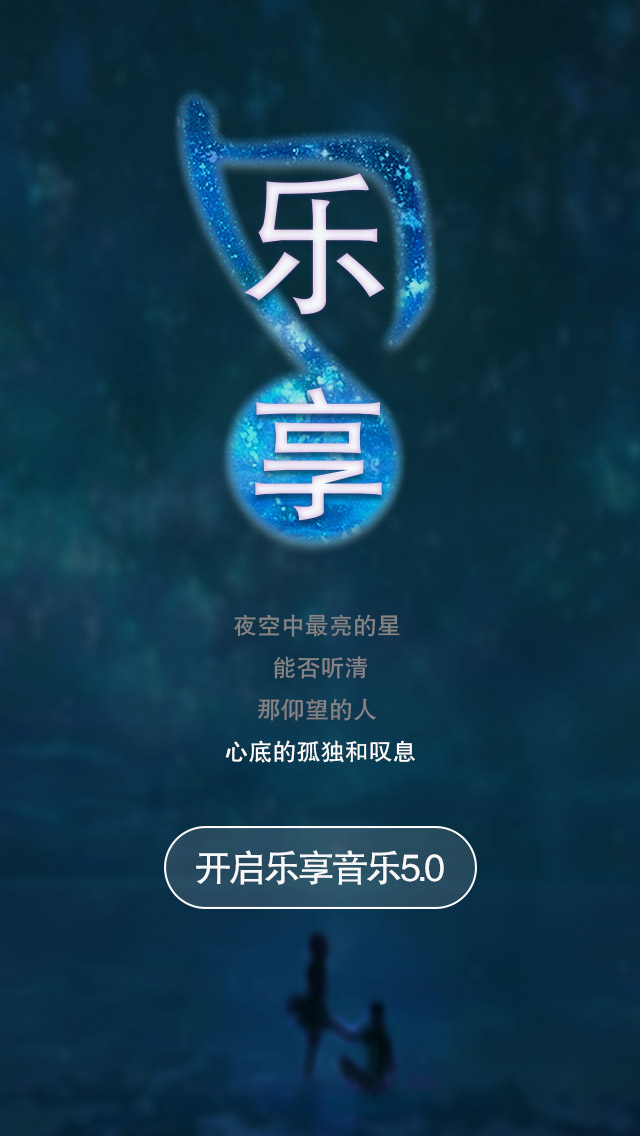 乐
享
夜空中最亮的星
能否听清
那仰望的人
心底的孤独和叹息
开启乐享音乐5.0